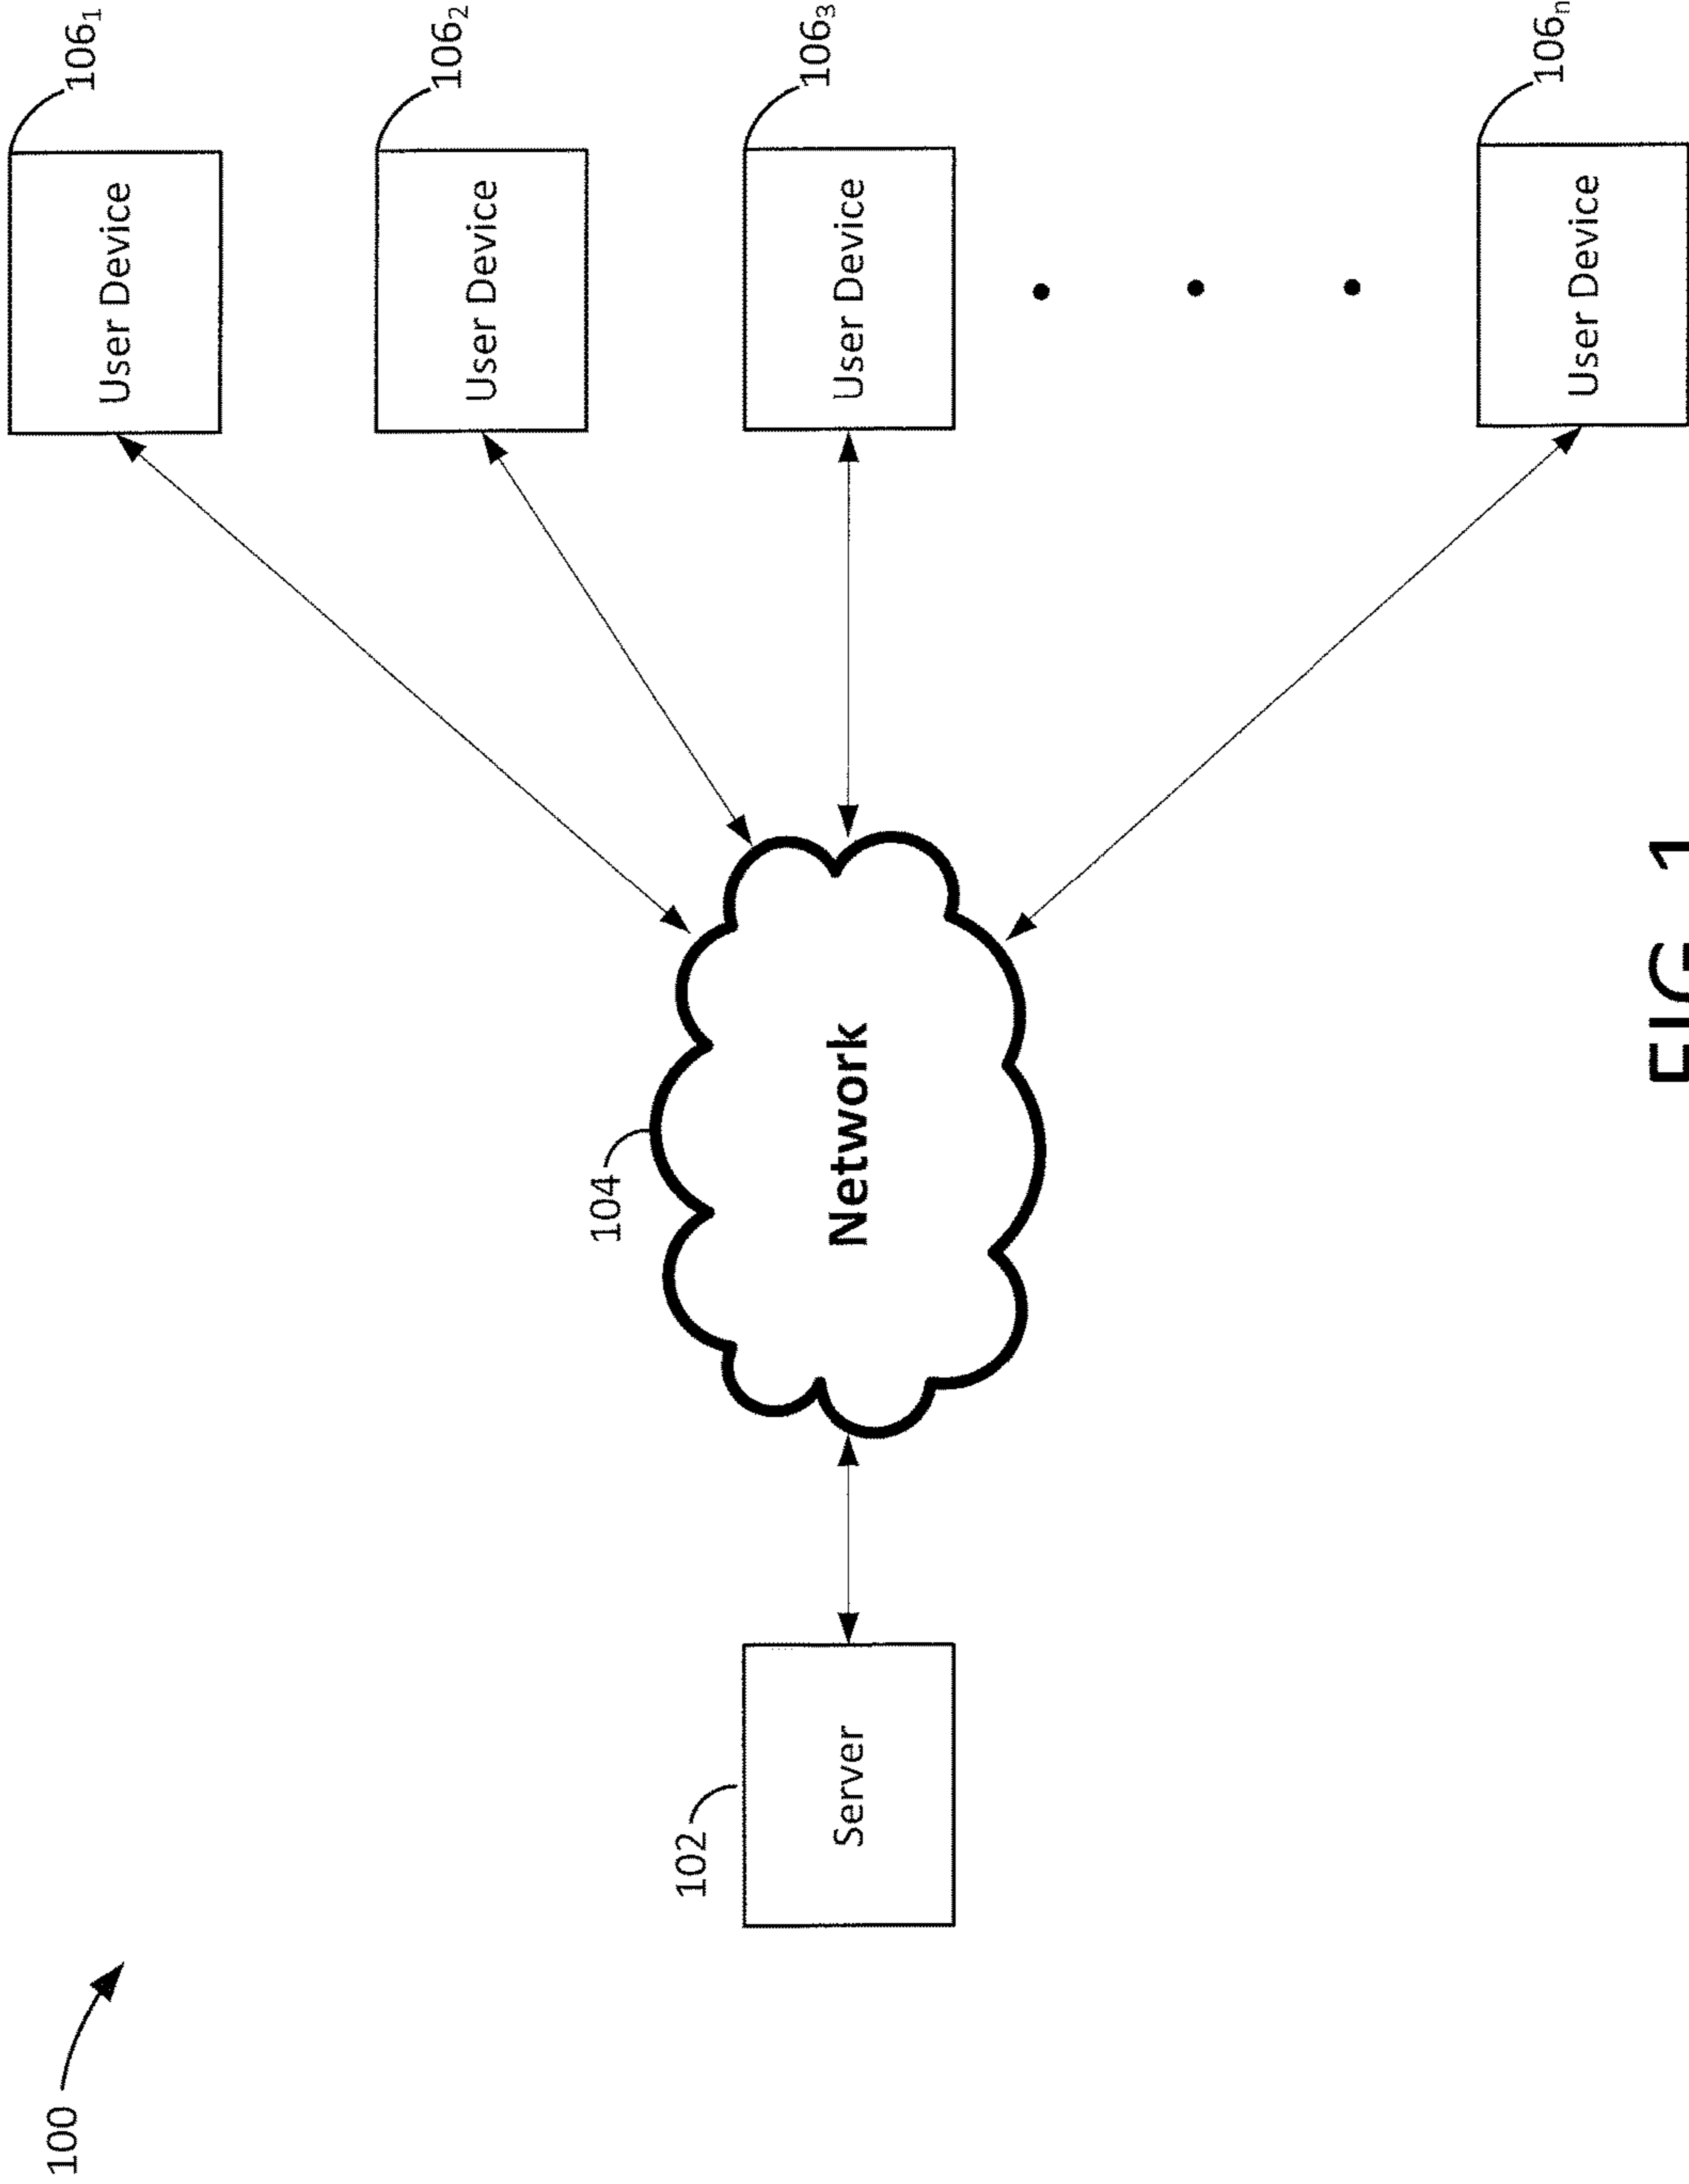 100
102
Server
104
Network
User Device
106₁
User Device
106₂
User Device
106₃
User Device
106ₙ
FIG. 1